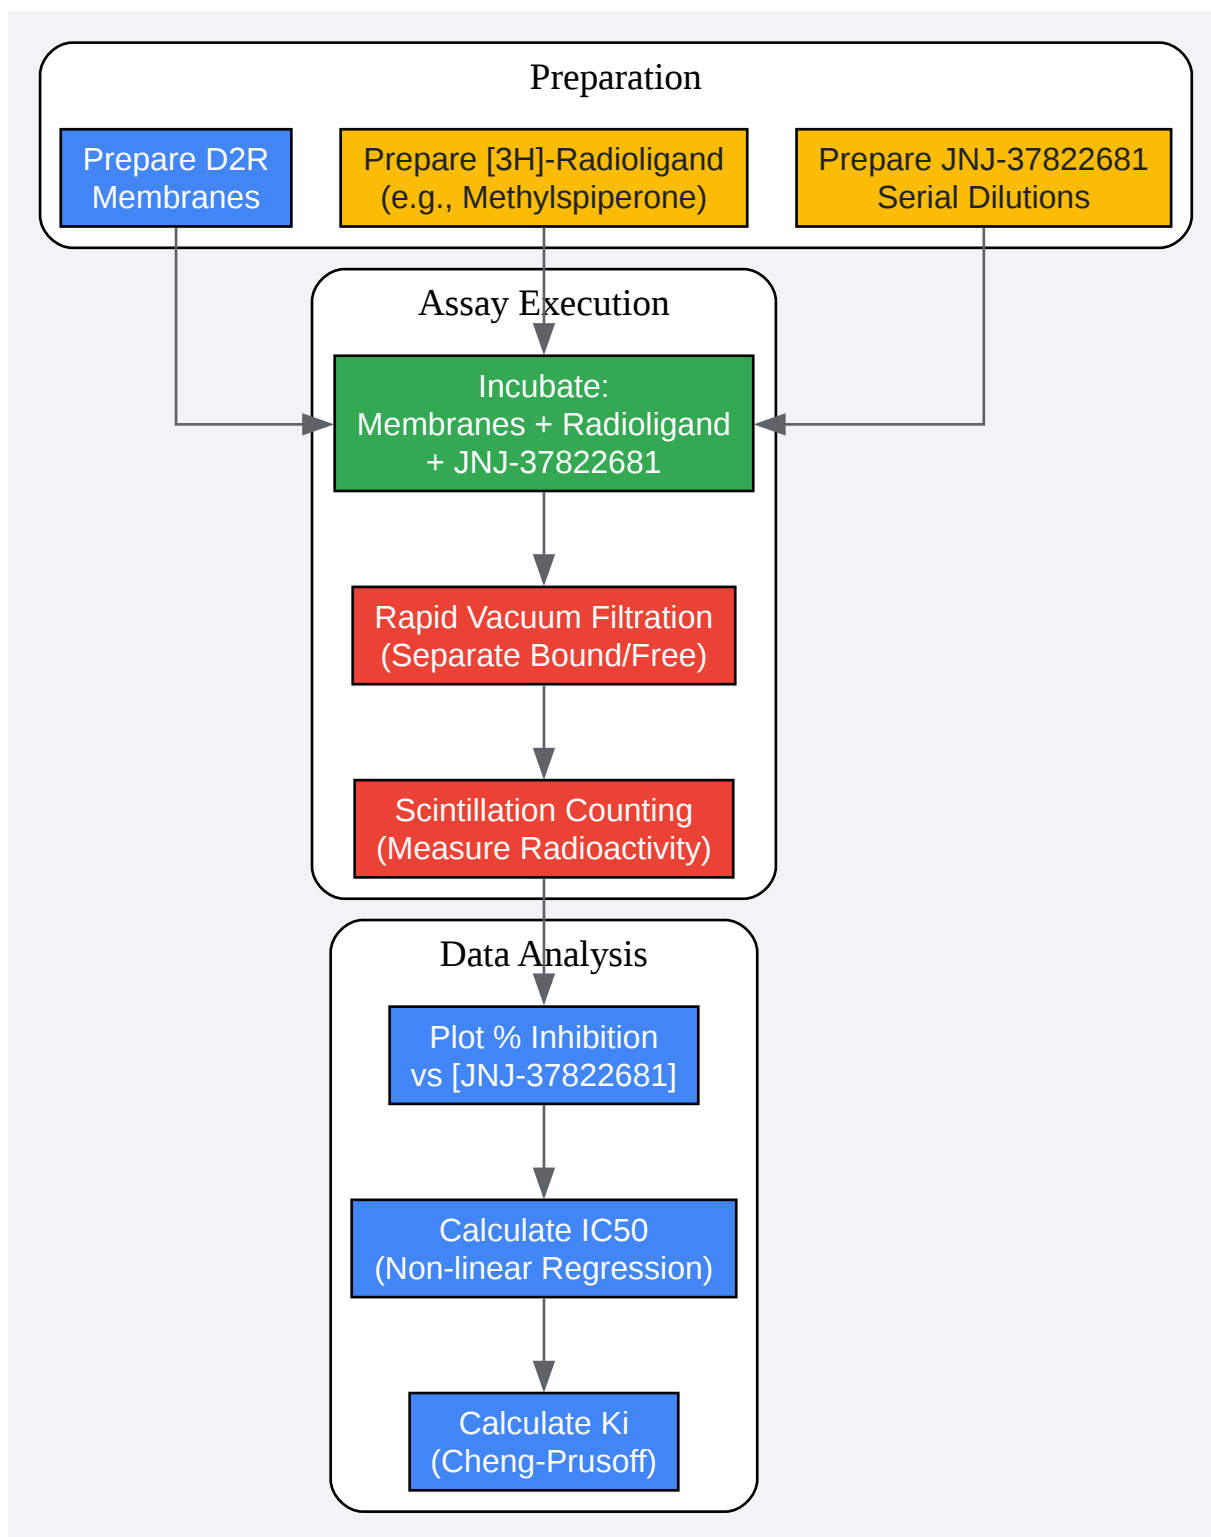 Preparation
Prepare D2R
Membranes
Prepare [3H]-Radioligand
(e.g., Methylspiperone)
Prepare JNJ-37822681
Serial Dilutions
Assay Execution
Incubate:
Membranes + Radioligand
+ JNJ-37822681
Rapid Vacuum Filtration
(Separate Bound/Free)
Scintillation Counting
(Measure Radioactivity)
Data Analysis
Plot % Inhibition
vs [JNJ-37822681]
Calculate IC50
(Non-linear Regression)
Calculate Ki
(Cheng-Prusoff)